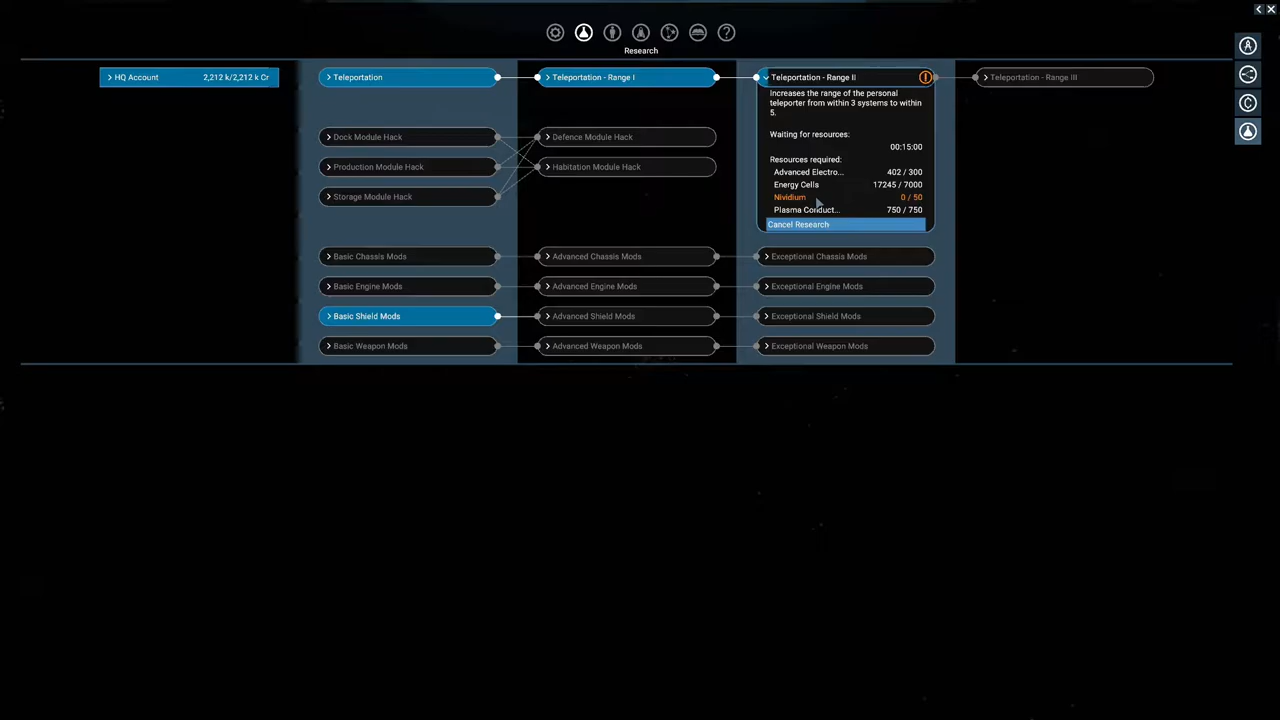 Research
HQ Account 2,212 k/2,212 k Cr
Teleportation
Teleportation - Range I
Teleportation - Range II
Teleportation - Range III
Increases the range of the personal
teleporter from within 3 systems to within
5.
Waiting for resources:
00:15:00
Resources required:
Advanced Electro... 402 / 300
Energy Cells 17245 / 7000
Nividium 0 / 50
Plasma Conduct... 750 / 750
Cancel Research
Dock Module Hack
Defence Module Hack
Production Module Hack
Habitation Module Hack
Storage Module Hack
Basic Chassis Mods
Advanced Chassis Mods
Exceptional Chassis Mods
Basic Engine Mods
Advanced Engine Mods
Exceptional Engine Mods
Basic Shield Mods
Advanced Shield Mods
Exceptional Shield Mods
Basic Weapon Mods
Advanced Weapon Mods
Exceptional Weapon Mods